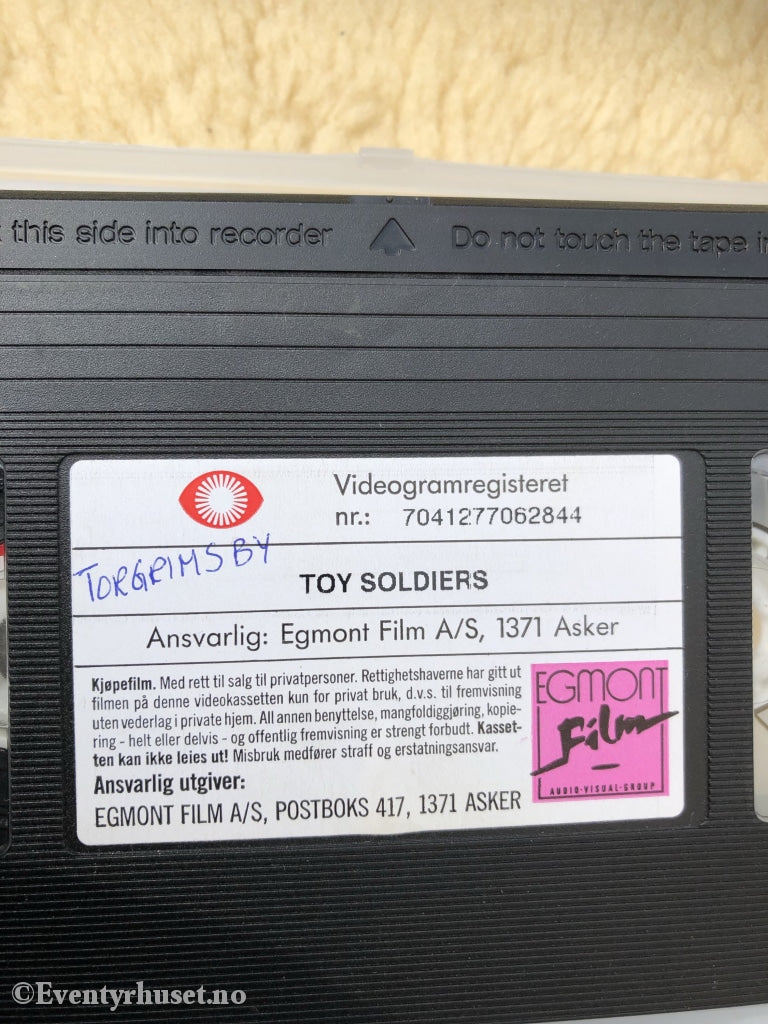 this side into recorder Do not touch the tape in
Videogramregisteret
nr.: 7041277062844
TORGRIMSBY
TOY SOLDIERS
Ansvarlig: Egmont Film A/S, 1371 Asker
Kjøpefilm. Med rett til salg til privatpersoner. Rettighetshaverne har gitt ut
filmen på denne videokassetten kun for privat bruk, d.v.s. til fremvisning
uten vederlag i private hjem. All annen benyttelse, mangfoldiggjøring, kopie-
ring - helt eller delvis - og offentlig fremvisning er strengt forbudt. Kasset-
ten kan ikke leies ut! Misbruk medfører straff og erstatningsansvar.
Ansvarlig utgiver:
EGMONT FILM A/S, POSTBOKS 417, 1371 ASKER
EGMONT
Film
AUDIO-VISUAL-GROUP
©Eventyrhuset.no